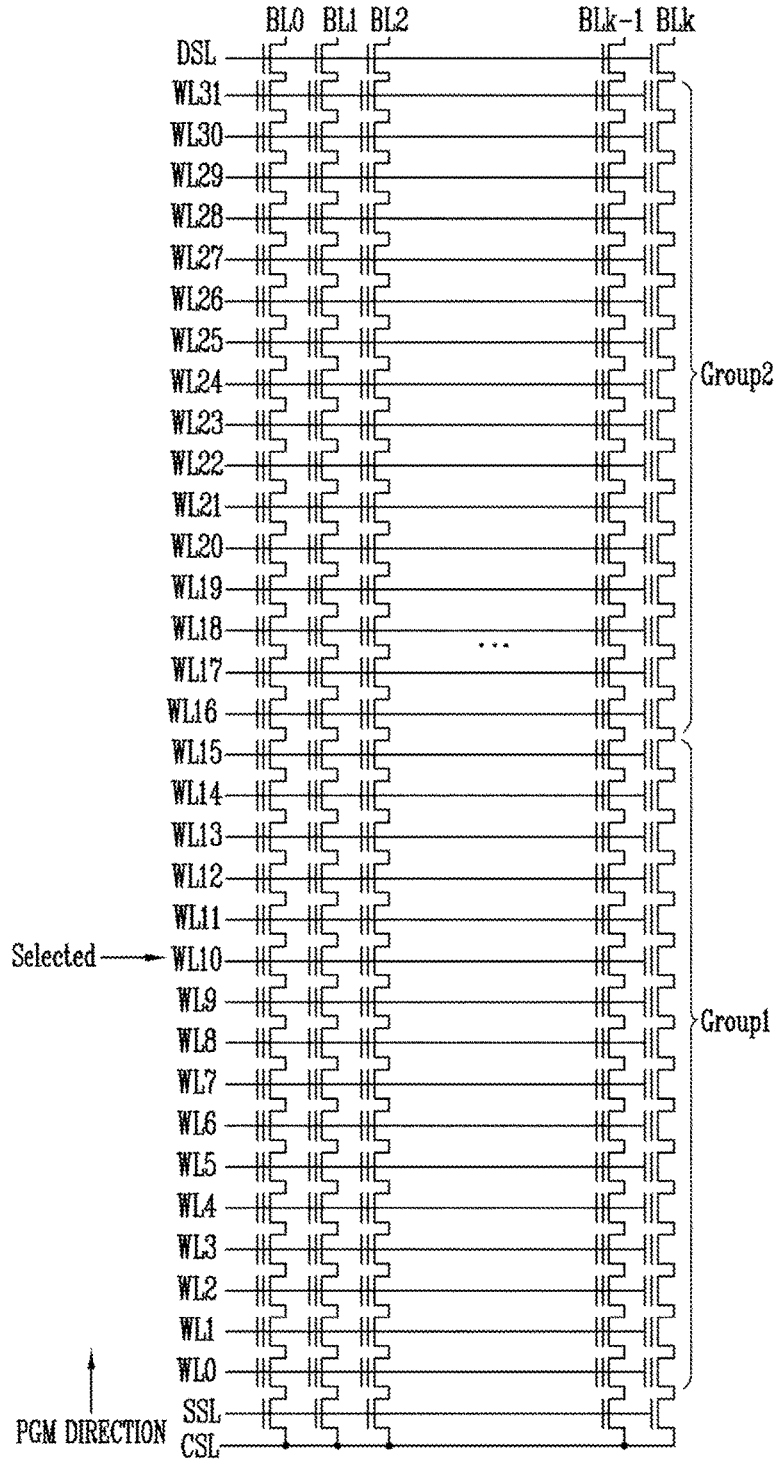 BL0 BL1 BL2 BLk-1 BLk
DSL
WL31
WL30
WL29
WL28
WL27
WL26
WL25
WL24
Group2
WL23
WL22
WL21
WL20
WL19
WL18
...
WL17
WL16
WL15
WL14
WL13
WL12
WL11
Selected WL10
WL9
Group1
WL8
WL7
WL6
WL5
WL4
WL3
WL2
WL1
WL0
SSL
PGM DIRECTION
CSL